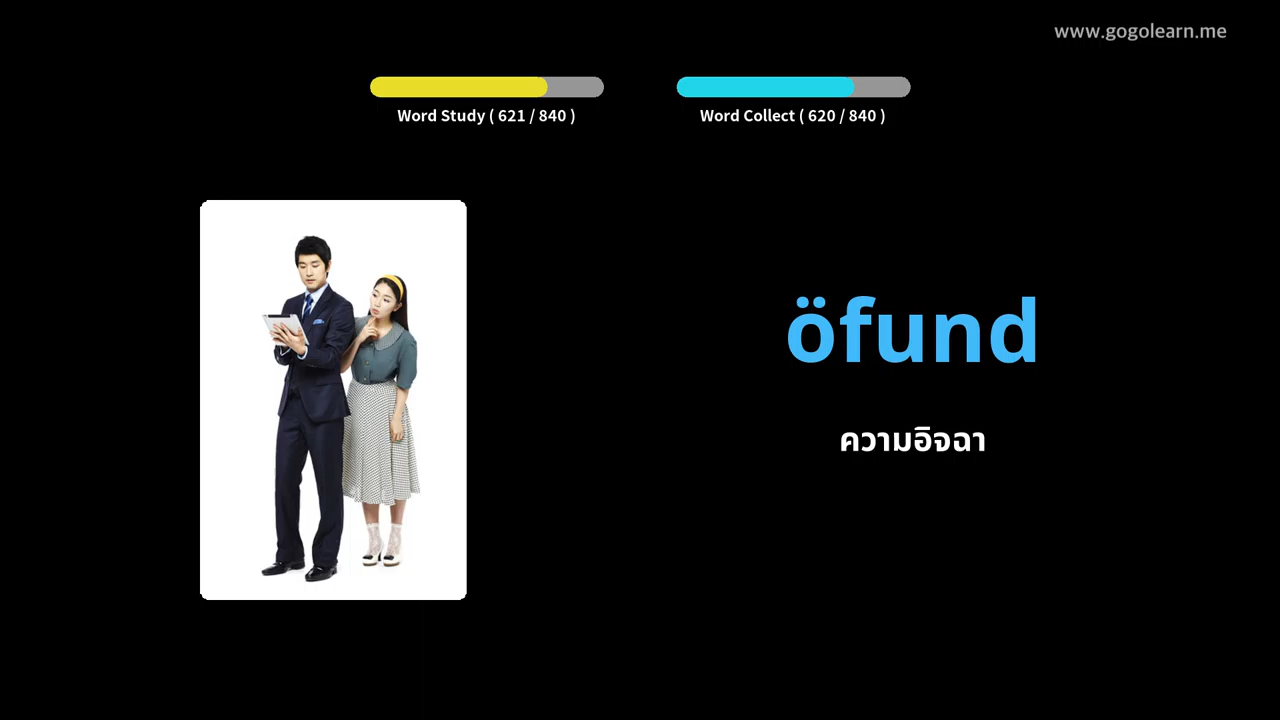 www.gogolearn.me
Word Study ( 621 / 840 )
Word Collect ( 620 / 840 )
öfund
ความอิจฉา